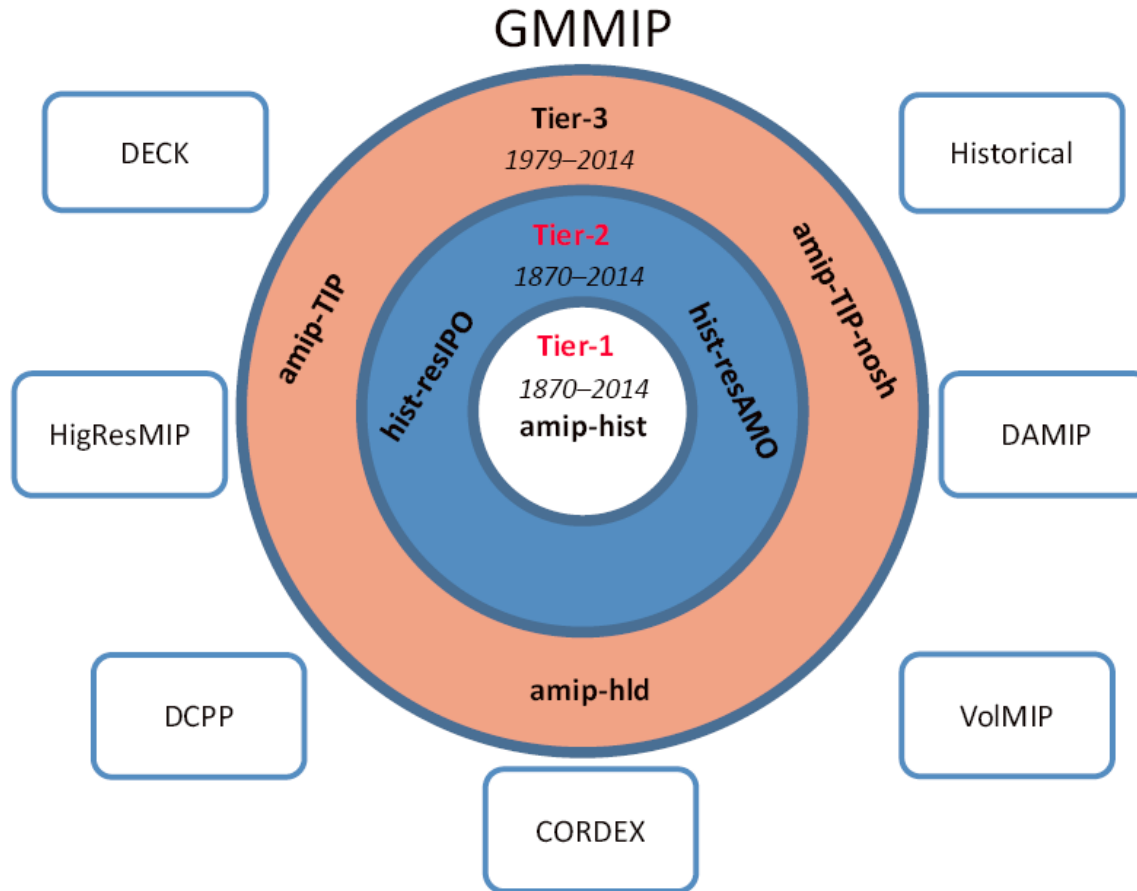 GMMIP
DECK
Historical
Tier-3
1979–2014
amip-TIP
amip-TIP-nosh
Tier-2
1870–2014
hist-resIPO
hist-resAMO
Tier-1
1870–2014
amip-hist
HigResMIP
DAMIP
amip-hld
DCPP
VolMIP
CORDEX